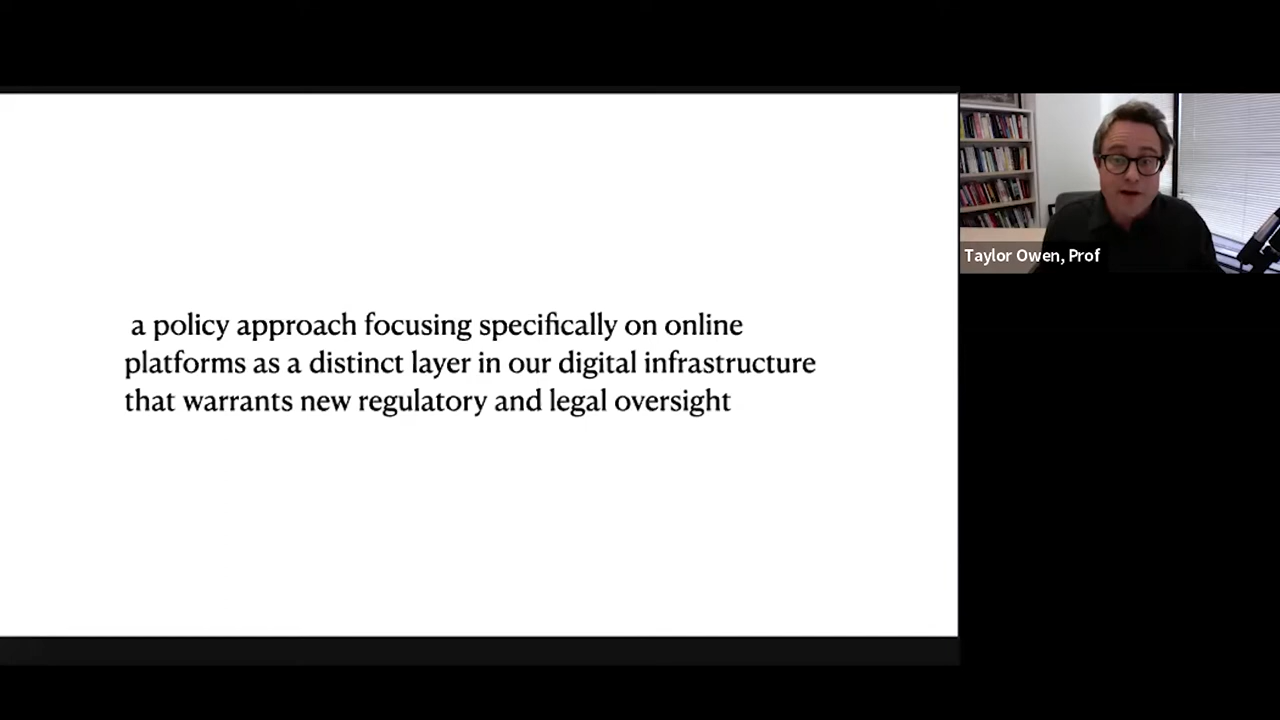 a policy approach focusing specifically on online
platforms as a distinct layer in our digital infrastructure
that warrants new regulatory and legal oversight
Taylor Owen, Prof